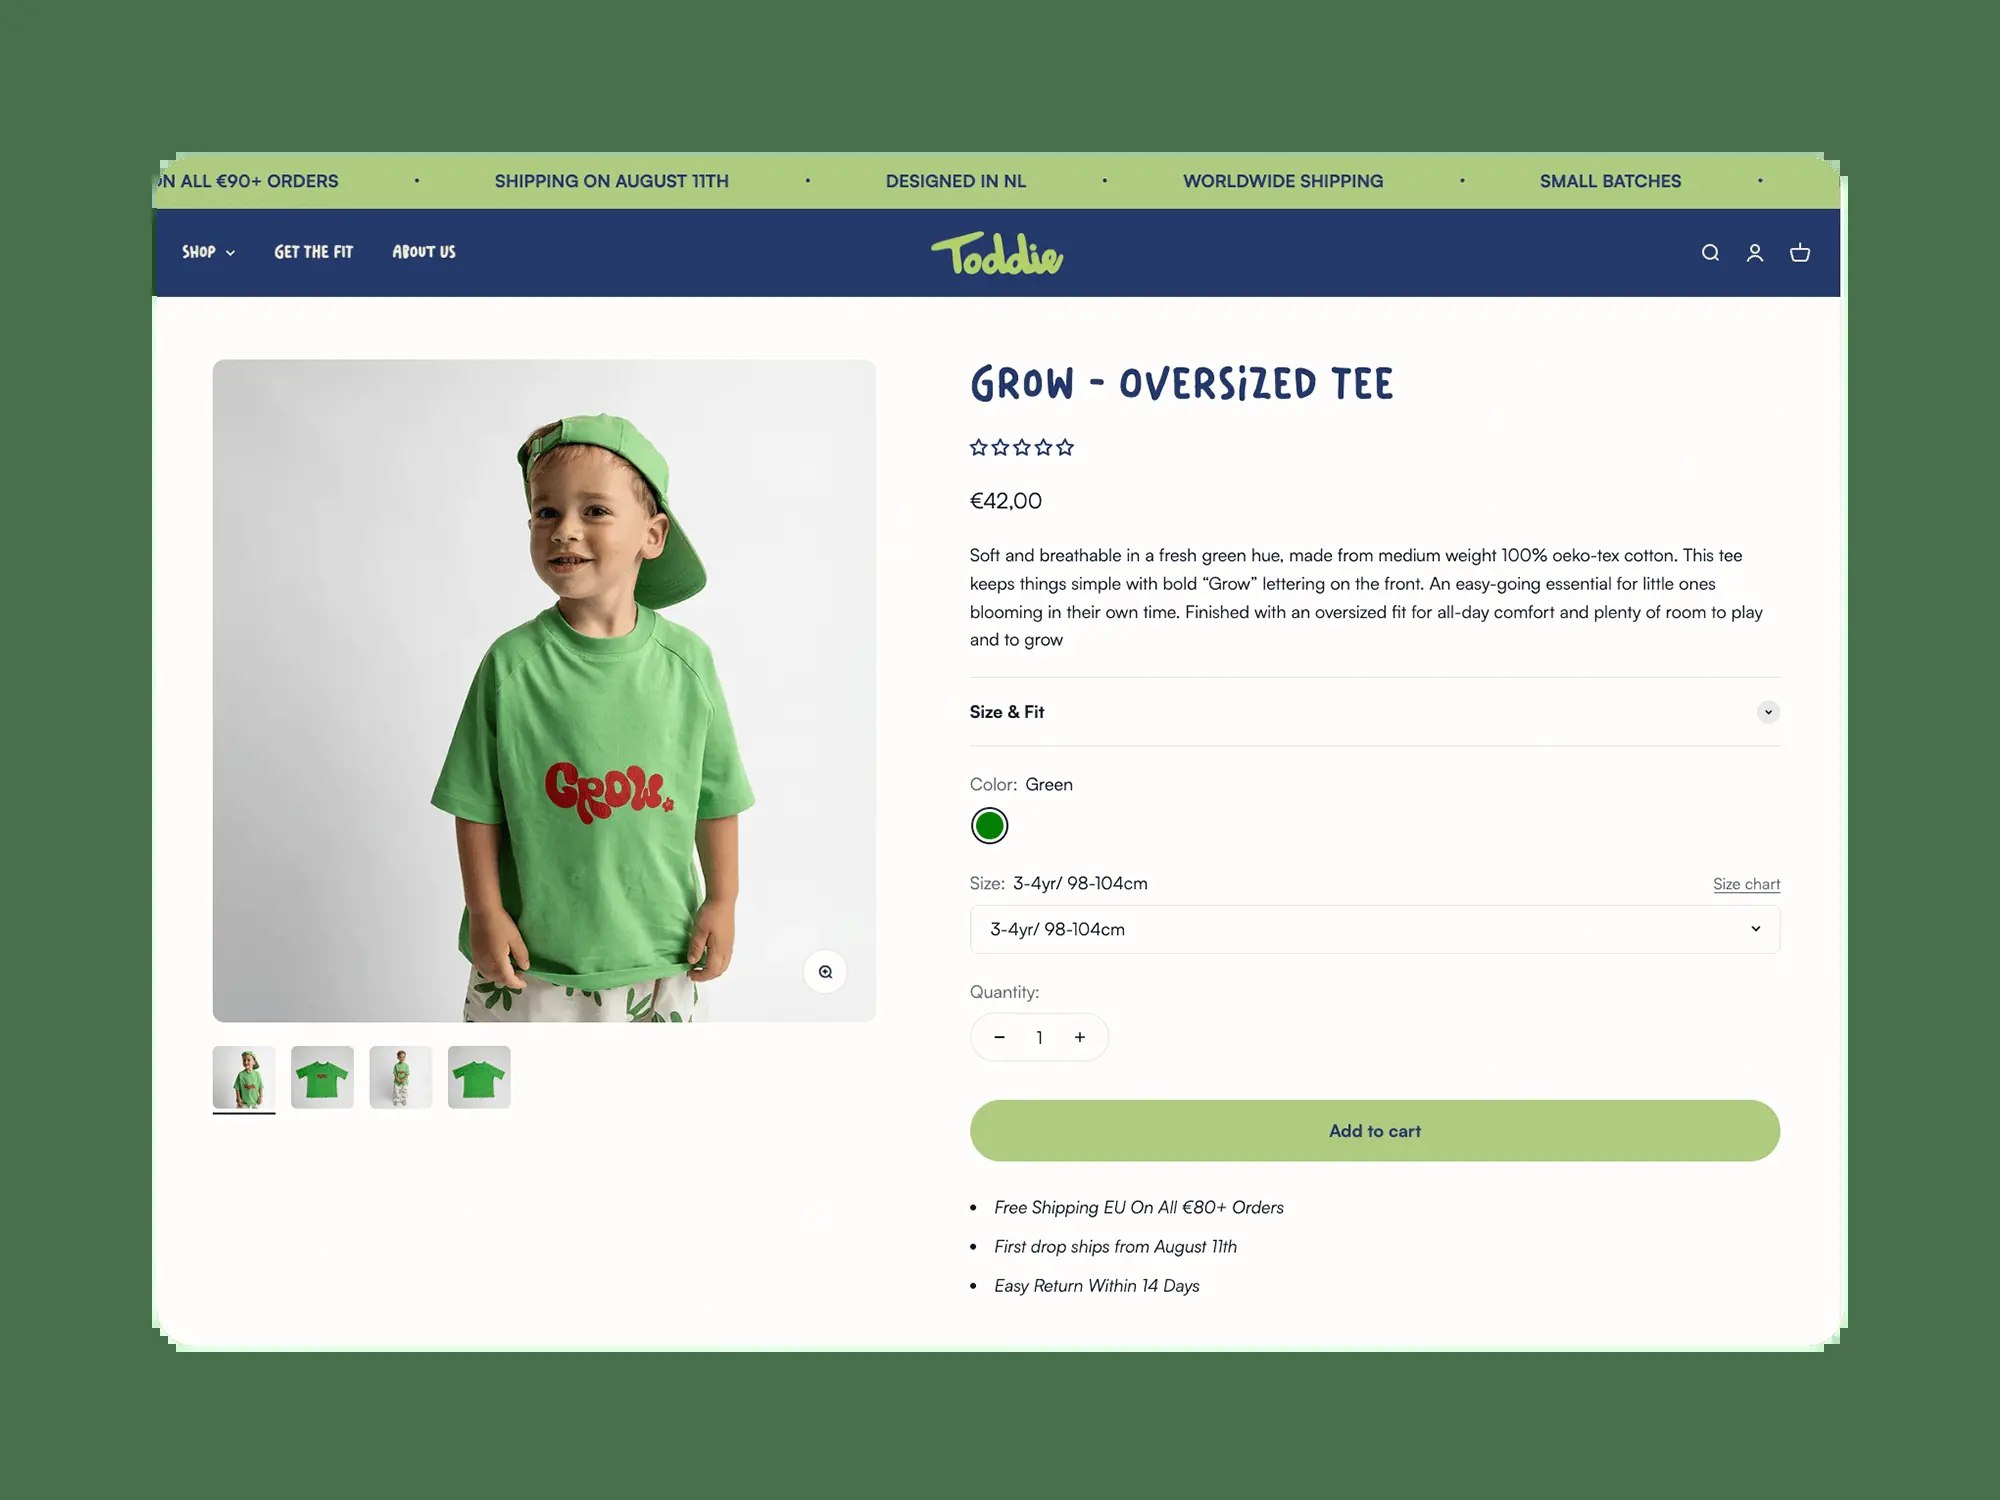 ON ALL €90+ ORDERS • SHIPPING ON AUGUST 11TH • DESIGNED IN NL • WORLDWIDE SHIPPING • SMALL BATCHES •
SHOP GET THE FIT ABOUT US Toddie
GROW - OVERSIZED TEE
€42,00
Soft and breathable in a fresh green hue, made from medium weight 100% oeko-tex cotton. This tee
keeps things simple with bold “Grow” lettering on the front. An easy-going essential for little ones
blooming in their own time. Finished with an oversized fit for all-day comfort and plenty of room to play
and to grow
GROW.
Size & Fit
Color: Green
Size: 3-4yr/ 98-104cm Size chart
3-4yr/ 98-104cm
Quantity:
- 1 +
Add to cart
• Free Shipping EU On All €80+ Orders
• First drop ships from August 11th
• Easy Return Within 14 Days